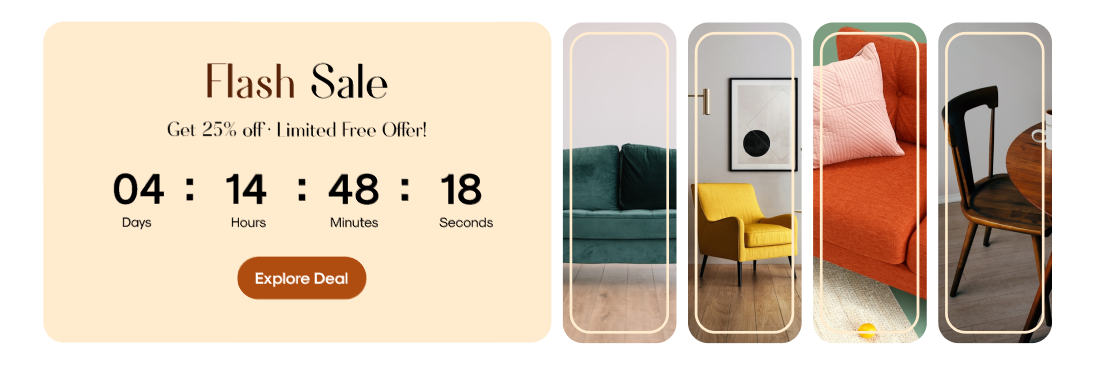 Flash Sale
Get 25% off · Limited Free Offer!
04 : 14 : 48 : 18
Days Hours Minutes Seconds
Explore Deal